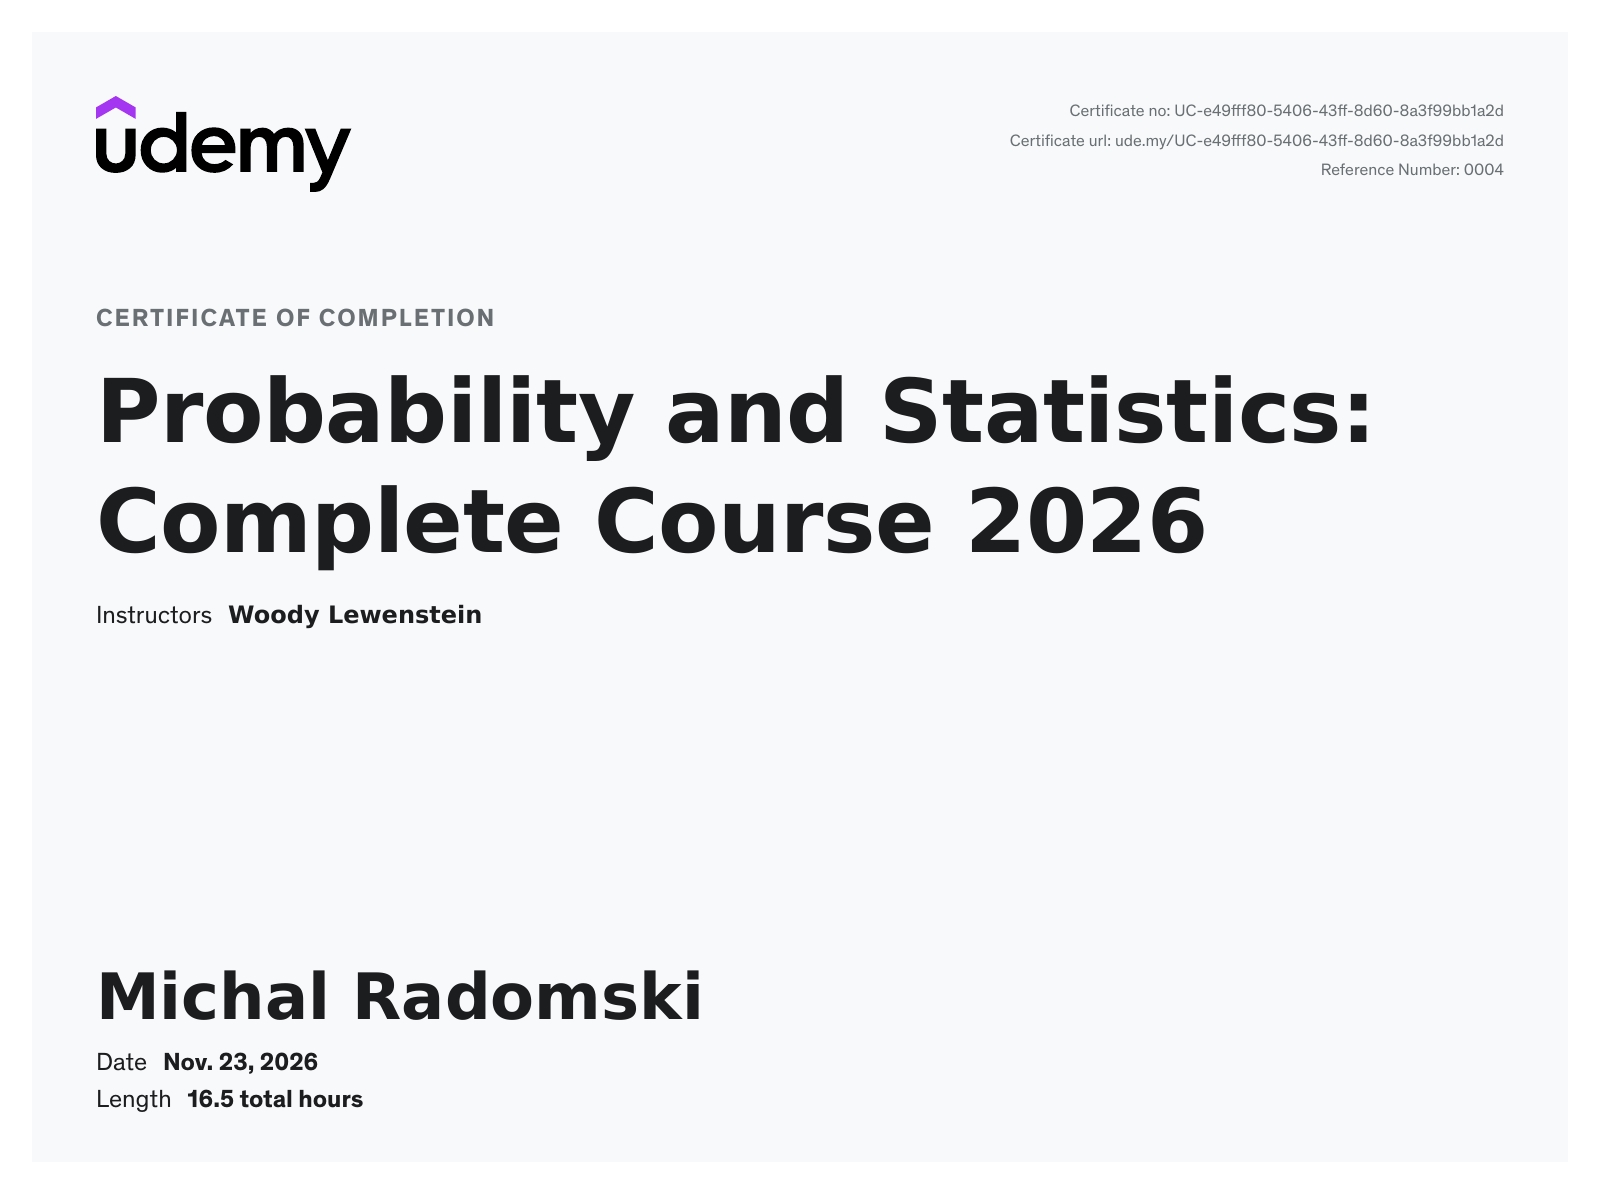 udemy
Certificate no: UC-e49fff80-5406-43ff-8d60-8a3f99bb1a2d
Certificate url: ude.my/UC-e49fff80-5406-43ff-8d60-8a3f99bb1a2d
Reference Number: 0004
CERTIFICATE OF COMPLETION
Probability and Statistics:
Complete Course 2026
Instructors Woody Lewenstein
Michal Radomski
Date Nov. 23, 2026
Length 16.5 total hours